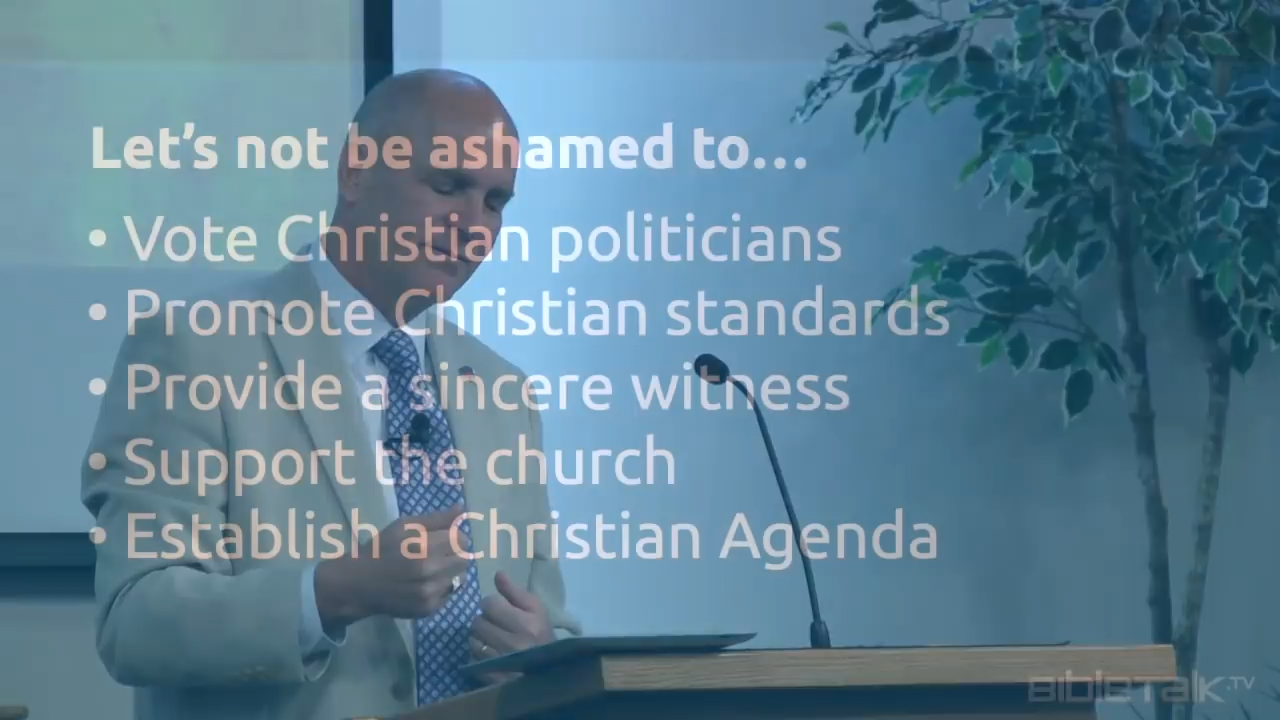 Let's not be ashamed to...
• Vote Christian politicians
• Promote Christian standards
• Provide a sincere witness
• Support the church
• Establish a Christian Agenda
BibleTalk.TV